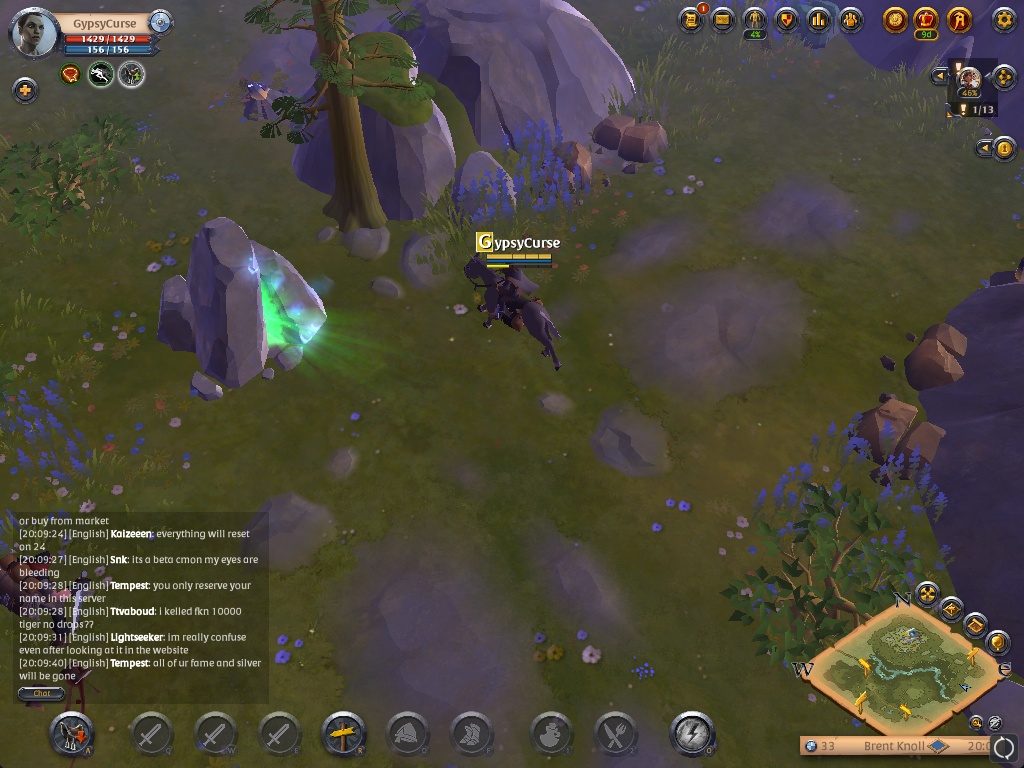 GypsyCurse
1429 / 1429
156 / 156
1
4%
9d
46%
1/13
GypsyCurse
or buy from market
[20:09:24] [English] Kaizeeen: everything will reset
on 24
[20:09:27] [English] Snk: its a beta cmon my eyes are
bleeding
[20:09:28] [English] Tempest: you only reserve your
name in this server
[20:09:28] [English] Ttvaboud: i kelled fkn 10000
tiger no drops??
[20:09:31] [English] Lightseeker: im really confuse
even after looking at it in the website
[20:09:40] [English] Tempest: all of ur fame and silver
will be gone
Chat
N
W
E
A
Q
W
E
R
D
F
1
2
33
Brent Knoll
20:0